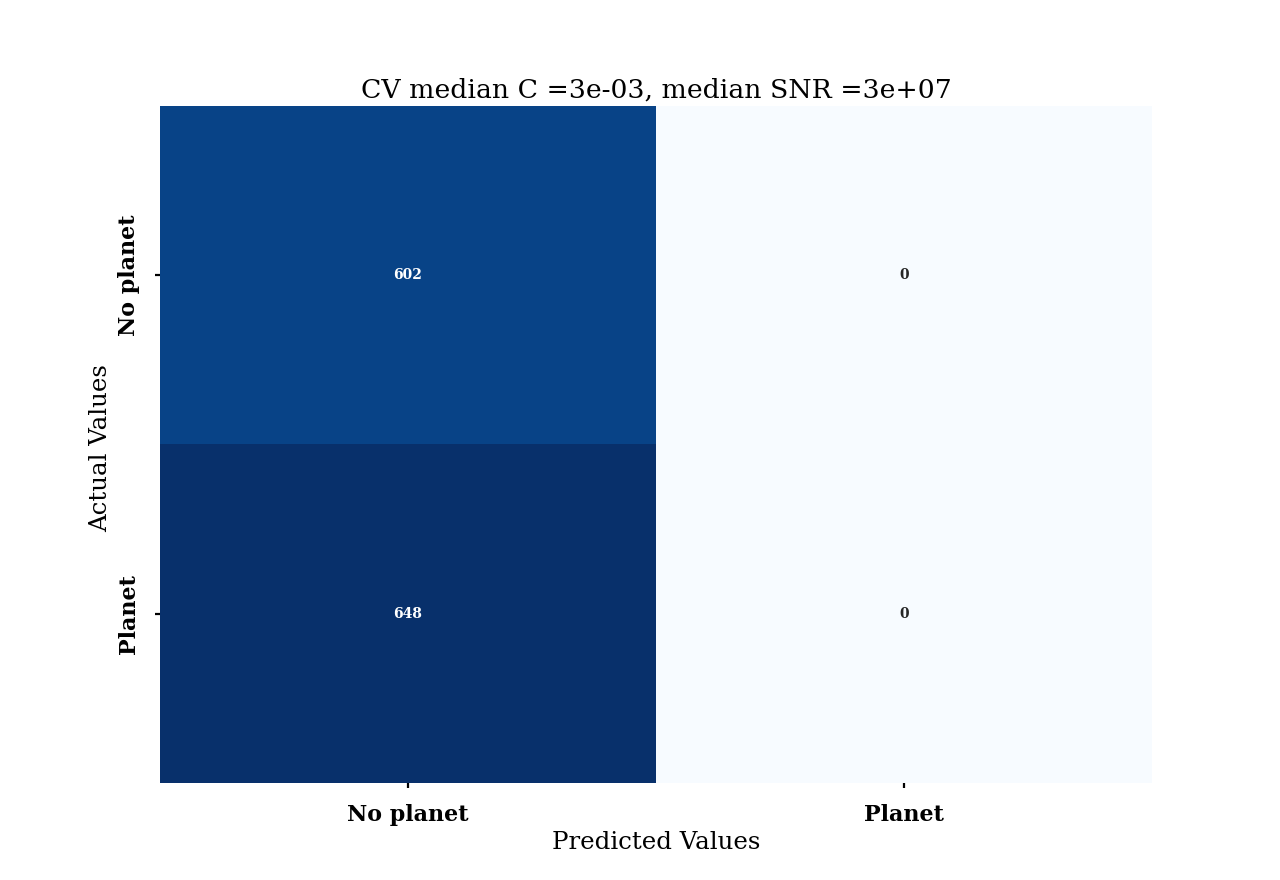 CV median C =3e-03, median SNR =3e+07
No planet
602
0
Actual Values
Planet
648
0
No planet
Planet
Predicted Values